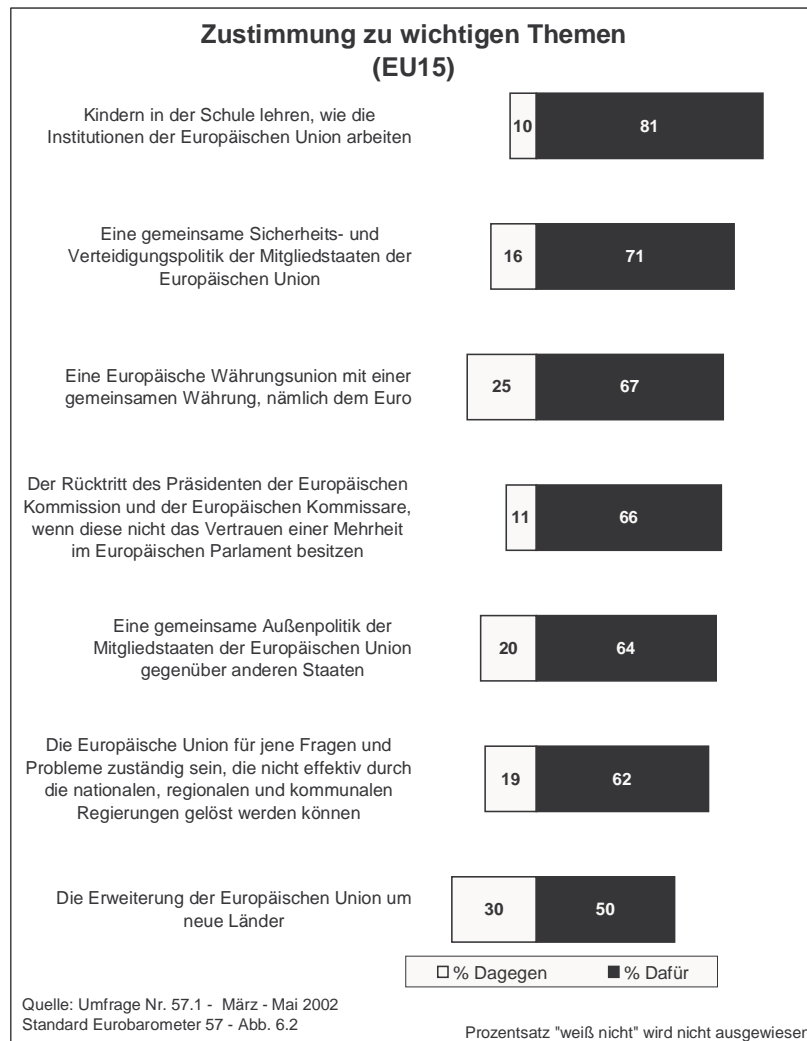 Zustimmung zu wichtigen Themen
(EU15)
Kindern in der Schule lehren, wie die
Institutionen der Europäischen Union arbeiten
10 81
Eine gemeinsame Sicherheits- und
Verteidigungspolitik der Mitgliedstaaten der
Europäischen Union
16 71
Eine Europäische Währungsunion mit einer
gemeinsamen Währung, nämlich dem Euro
25 67
Der Rücktritt des Präsidenten der Europäischen
Kommission und der Europäischen Kommissare,
wenn diese nicht das Vertrauen einer Mehrheit
im Europäischen Parlament besitzen
11 66
Eine gemeinsame Außenpolitik der
Mitgliedstaaten der Europäischen Union
gegenüber anderen Staaten
20 64
Die Europäische Union für jene Fragen und
Probleme zuständig sein, die nicht effektiv durch
die nationalen, regionalen und kommunalen
Regierungen gelöst werden können
19 62
Die Erweiterung der Europäischen Union um
neue Länder
30 50
% Dagegen % Dafür
Quelle: Umfrage Nr. 57.1 - März - Mai 2002
Standard Eurobarometer 57 - Abb. 6.2
Prozentsatz "weiß nicht" wird nicht ausgewiesen